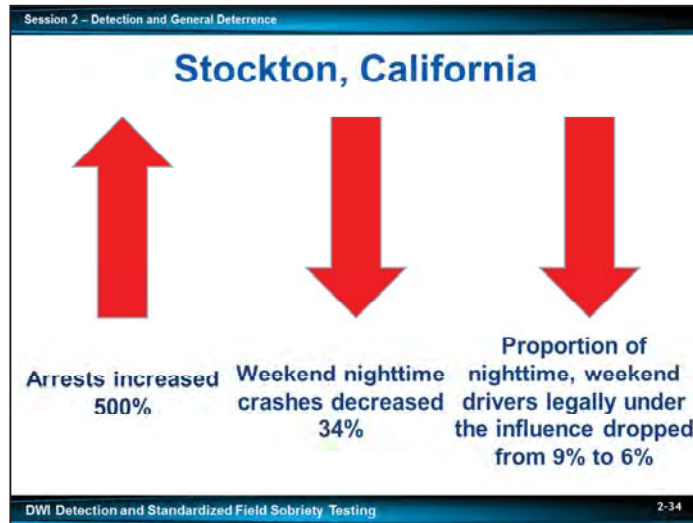 Session 2 – Detection and General Deterrence
Stockton, California
Arrests increased
500%
Weekend nighttime
crashes decreased
34%
Proportion of
nighttime, weekend
drivers legally under
the influence dropped
from 9% to 6%
DWI Detection and Standardized Field Sobriety Testing
2-34